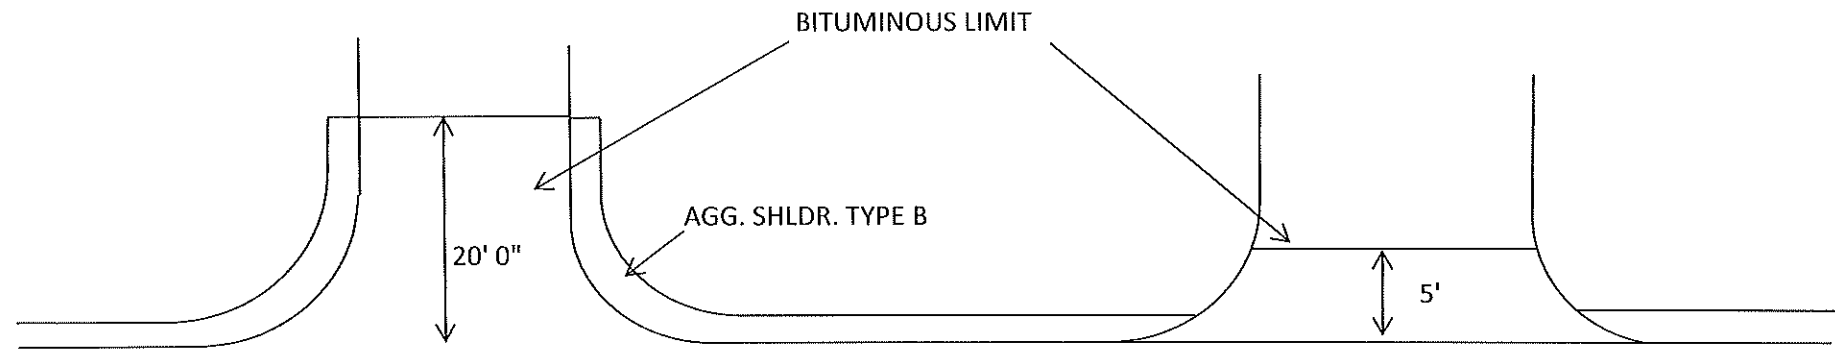 BITUMINOUS LIMIT
AGG. SHLDR. TYPE B
20' 0"
5'